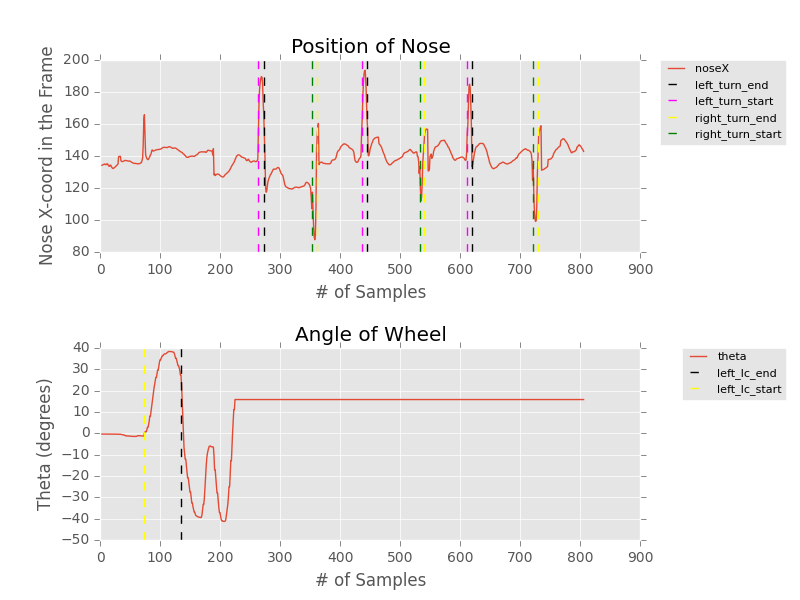 Position of Nose
200
180
160
140
120
100
80
Nose X-coord in the Frame
0 100 200 300 400 500 600 700 800 900
# of Samples
noseX
left_turn_end
left_turn_start
right_turn_end
right_turn_start
Angle of Wheel
40
30
20
10
0
−10
−20
−30
−40
−50
Theta (degrees)
0 100 200 300 400 500 600 700 800 900
# of Samples
theta
left_lc_end
left_lc_start